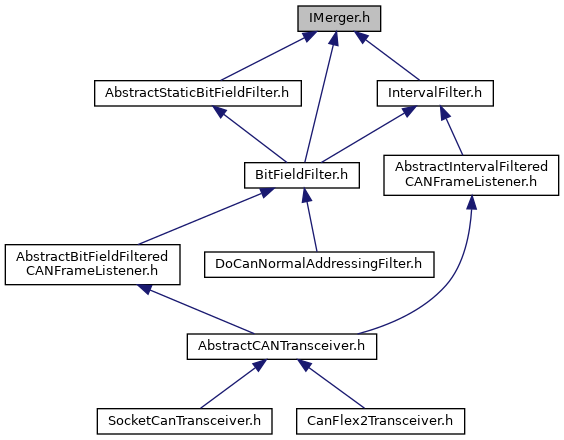 IMerger.h
AbstractStaticBitFieldFilter.h
IntervalFilter.h
BitFieldFilter.h
AbstractIntervalFiltered
CANFrameListener.h
AbstractBitFieldFiltered
CANFrameListener.h
DoCanNormalAddressingFilter.h
AbstractCANTransceiver.h
SocketCanTransceiver.h
CanFlex2Transceiver.h